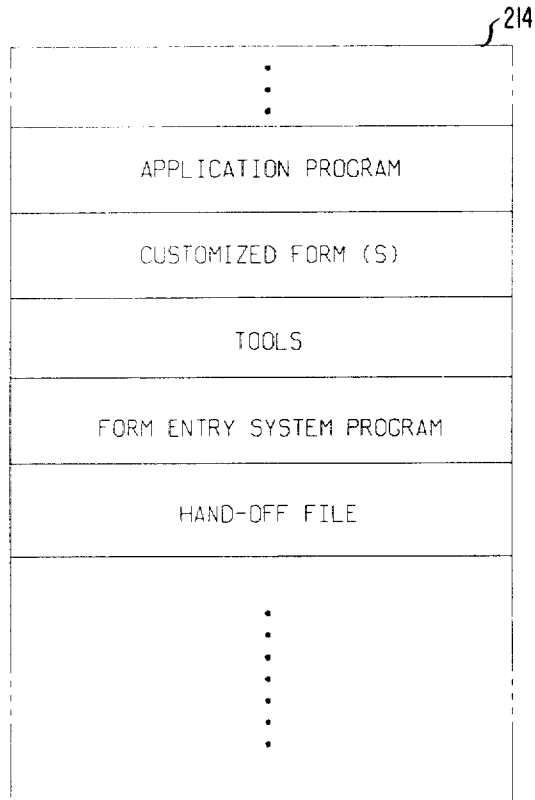 214
APPLICATION PROGRAM
CUSTOMIZED FORM (S)
TOOLS
FORM ENTRY SYSTEM PROGRAM
HAND-OFF FILE